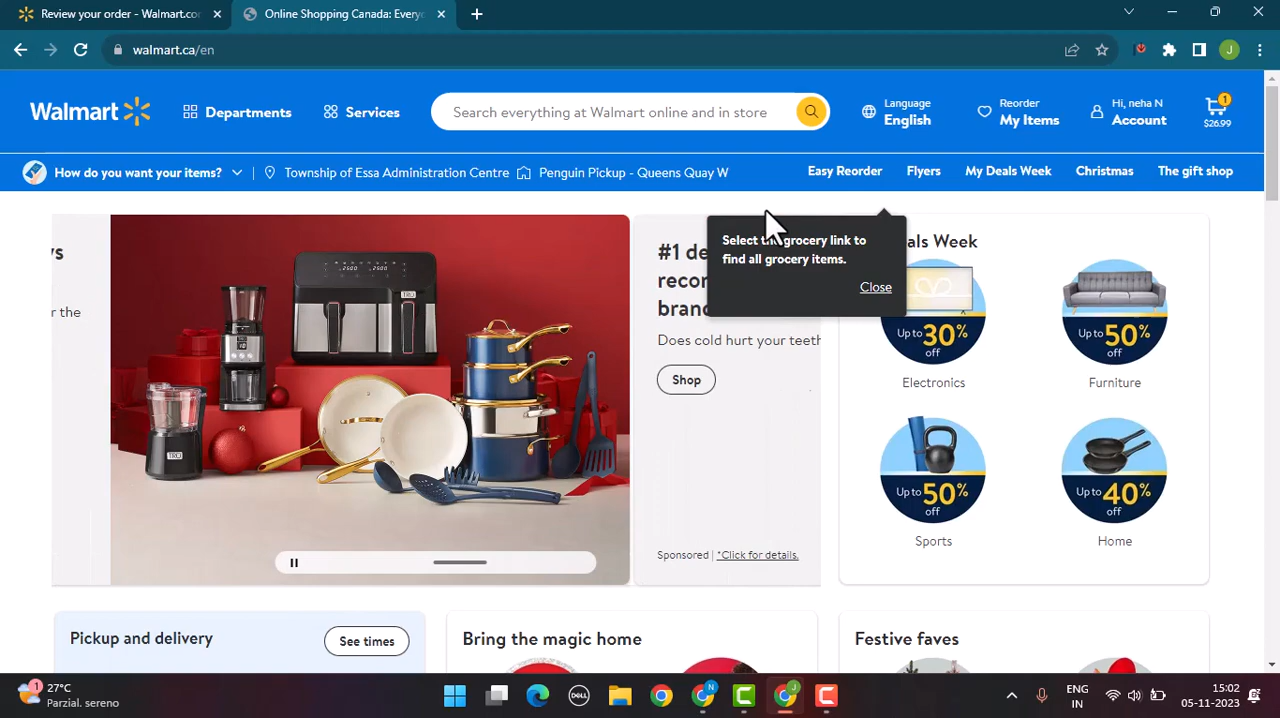 Review your order - Walmart.co
Online Shopping Canada: Everyo
walmart.ca/en
J
Walmart
Departments
Services
Search everything at Walmart online and in store
Language
English
Reorder
My Items
Hi, neha N
Account
1
$26.99
How do you want your items?
Township of Essa Administration Centre
Penguin Pickup - Queens Quay W
Easy Reorder
Flyers
My Deals Week
Christmas
The gift shop
#1 de
recor
branc
Does cold hurt your teeth
Shop
Sponsored | *Click for details.
the
Select the grocery link to
find all grocery items.
Close
als Week
Up to 30% off
Electronics
Up to 50% off
Furniture
Up to 50% off
Sports
Up to 40% off
Home
Pickup and delivery
See times
Bring the magic home
Festive faves
1
27°C
Parzial. sereno
DELL
N
J
ENG
IN
15:02
05-11-2023